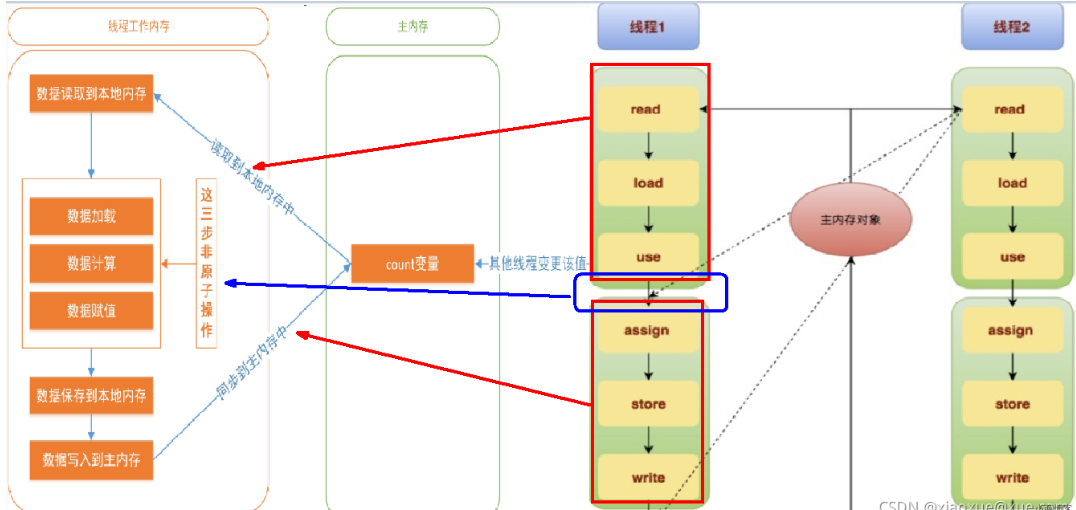 线程工作内存
主内存
线程1
线程2
数据读取到本地内存
读取到本地内存中
数据加载
数据计算
数据赋值
这三步非原子操作
数据保存到本地内存
数据写入到主内存
同步到主内存中
count变量
其他线程变更该值
read
load
use
assign
store
write
主内存对象
read
load
use
assign
store
write